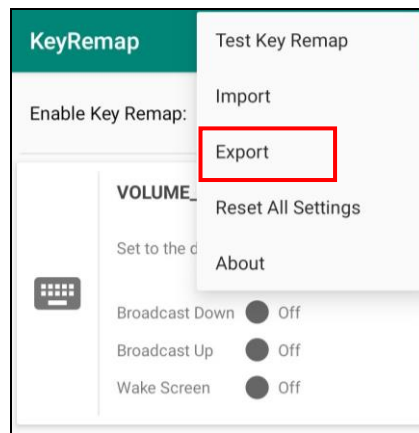 KeyRemap
Test Key Remap
Import
Enable Key Remap:
Export
VOLUME_
Reset All Settings
Set to the d
About
Broadcast Down Off
Broadcast Up Off
Wake Screen Off